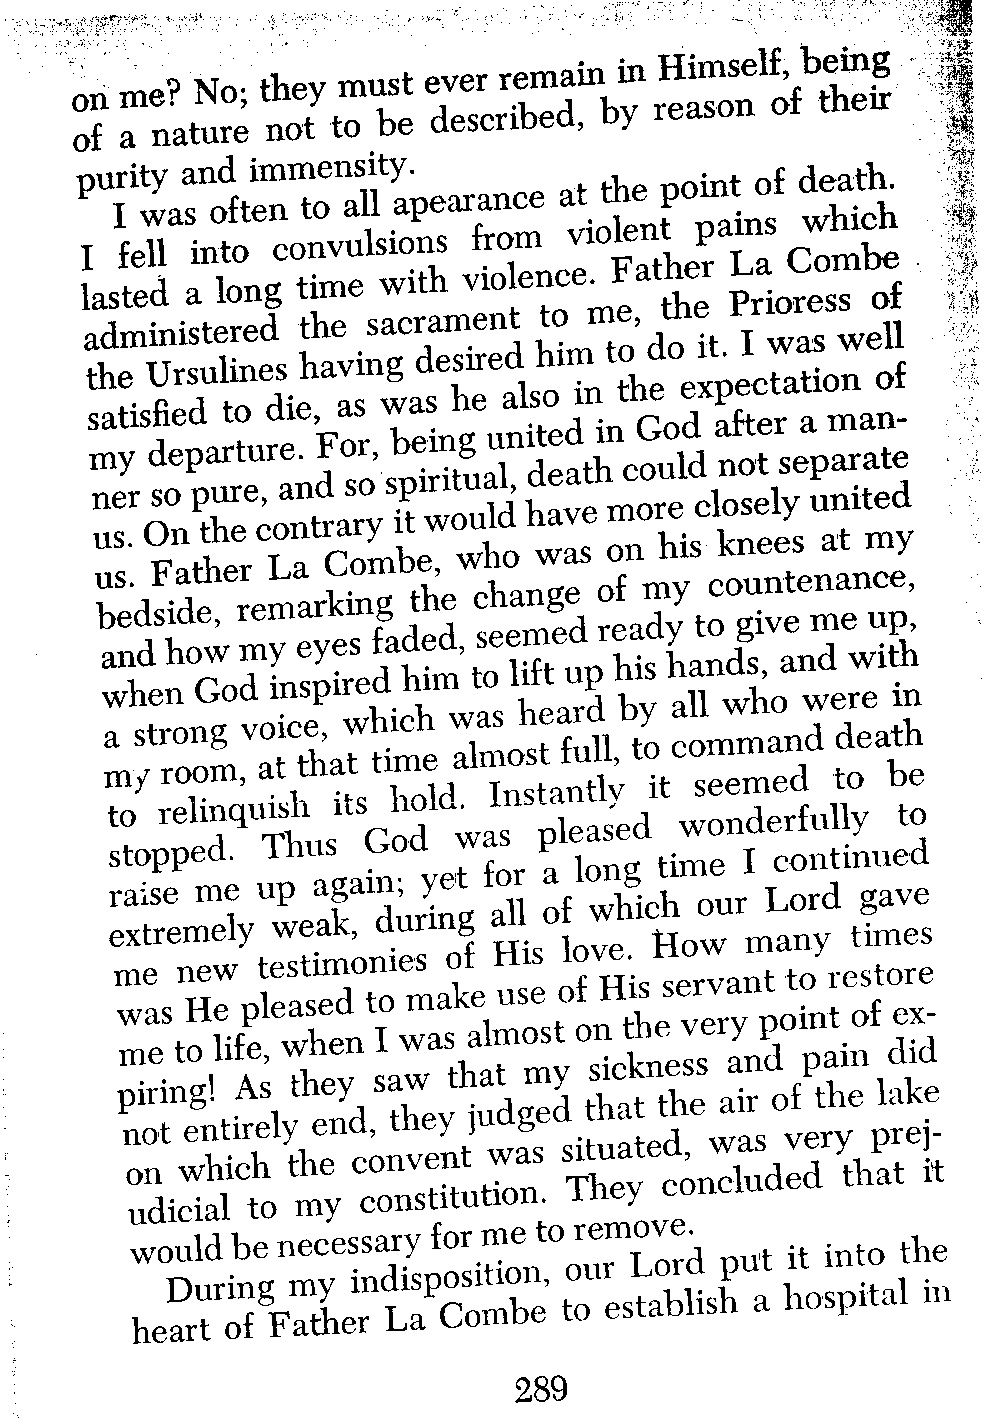 on me? No; they must ever remain in Himself, being
of a nature not to be described, by reason of their
purity and immensity.
I was often to all apearance at the point of death.
I fell into convulsions from violent pains which
lasted a long time with violence. Father La Combe
administered the sacrament to me, the Prioress of
the Ursulines having desired him to do it. I was well
satisfied to die, as was he also in the expectation of
my departure. For, being united in God after a man-
ner so pure, and so spiritual, death could not separate
us. On the contrary it would have more closely united
us. Father La Combe, who was on his knees at my
bedside, remarking the change of my countenance,
and how my eyes faded, seemed ready to give me up,
when God inspired him to lift up his hands, and with
a strong voice, which was heard by all who were in
my room, at that time almost full, to command death
to relinquish its hold. Instantly it seemed to be
stopped. Thus God was pleased wonderfully to
raise me up again; yet for a long time I continued
extremely weak, during all of which our Lord gave
me new testimonies of His love. How many times
was He pleased to make use of His servant to restore
me to life, when I was almost on the very point of ex-
piring! As they saw that my sickness and pain did
not entirely end, they judged that the air of the lake
on which the convent was situated, was very prej-
udicial to my constitution. They concluded that it
would be necessary for me to remove.
During my indisposition, our Lord put it into the
heart of Father La Combe to establish a hospital in
289